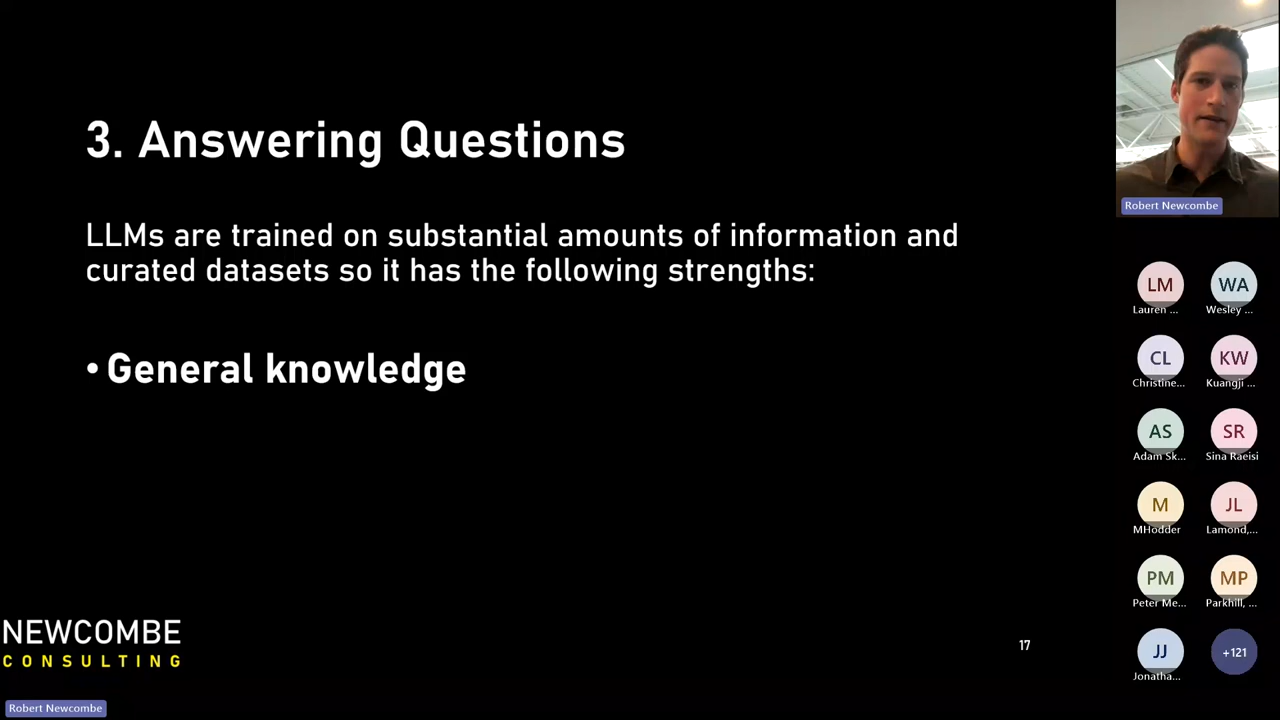 3. Answering Questions
LLMs are trained on substantial amounts of information and
curated datasets so it has the following strengths:
• General knowledge
NEWCOMBE
CONSULTING
17
Robert Newcombe
Robert Newcombe
LM
Lauren ...
WA
Wesley ...
CL
Christine...
KW
Kuangji ...
AS
Adam Sk...
SR
Sina Raeisi
M
MHodder
JL
Lamond,...
PM
Peter Me...
MP
Parkhill, ...
JJ
Jonatha...
+121